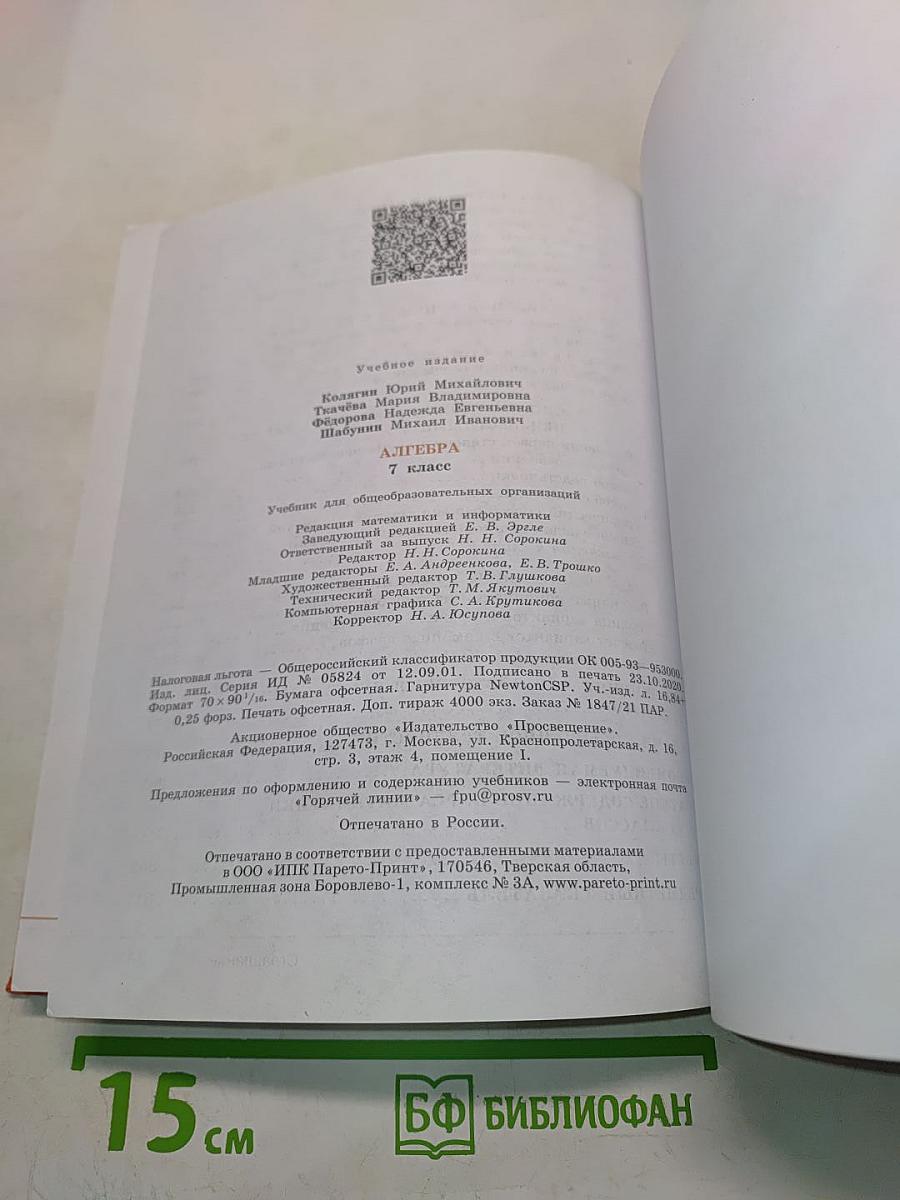 Учебное издание
Колягин Юрий Михайлович
Ткачёва Мария Владимировна
Фёдорова Надежда Евгеньевна
Шабунин Михаил Иванович
АЛГЕБРА
7 класс
Учебник для общеобразовательных организаций
Редакция математики и информатики
Заведующий редакцией Е. В. Эргле
Ответственный за выпуск Н. Н. Сорокина
Редактор Н. Н. Сорокина
Младшие редакторы Е. А. Андреенкова, Е. В. Трошко
Художественный редактор Т. В. Глушкова
Технический редактор Т. М. Якутович
Компьютерная графика С. А. Крутикова
Корректор Н. А. Юсупова
Налоговая льгота — Общероссийский классификатор продукции ОК 005-93—953000.
Изд. лиц. Серия ИД № 05824 от 12.09.01. Подписано в печать 23.10.2020.
Формат 70 × 90 1/16. Бумага офсетная. Гарнитура NewtonCSP. Уч.-изд. л. 16,84+
0,25 форз. Печать офсетная. Доп. тираж 4000 экз. Заказ № 1847/21 ПАР.
Акционерное общество «Издательство «Просвещение».
Российская Федерация, 127473, г. Москва, ул. Краснопролетарская, д. 16,
стр. 3, этаж 4, помещение I.
Предложения по оформлению и содержанию учебников — электронная почта
«Горячей линии» — fpu@prosv.ru
Отпечатано в России.
Отпечатано в соответствии с предоставленными материалами
в ООО «ИПК Парето-Принт», 170546, Тверская область,
Промышленная зона Боровлево-1, комплекс № 3А, www.pareto-print.ru
15 см
БФ БИБЛИОФАН